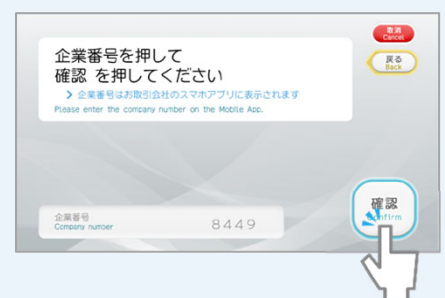 取消
Cancel
企業番号を押して
確認 を押してください
戻る
Back
> 企業番号はお取引会社のスマホアプリに表示されます
Please enter the company number on the Mobile App.
確認
Confirm
企業番号
Company number
8449